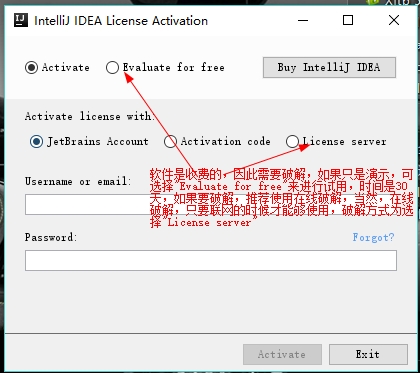 Xftp 5
IntelliJ IDEA License Activation
Activate Evaluate for free Buy IntelliJ IDEA
Activate license with:
JetBrains Account Activation code License server
软件是收费的，因此需要破解，如果只是演示，可
选择"Evaluate for free"来进行试用，时间是30
天，如果要破解，推荐使用在线破解，当然，在线
破解，只要联网的时候才能够使用，破解方式为选
择"License server"
Username or email:
Password: Forgot?
Activate Exit